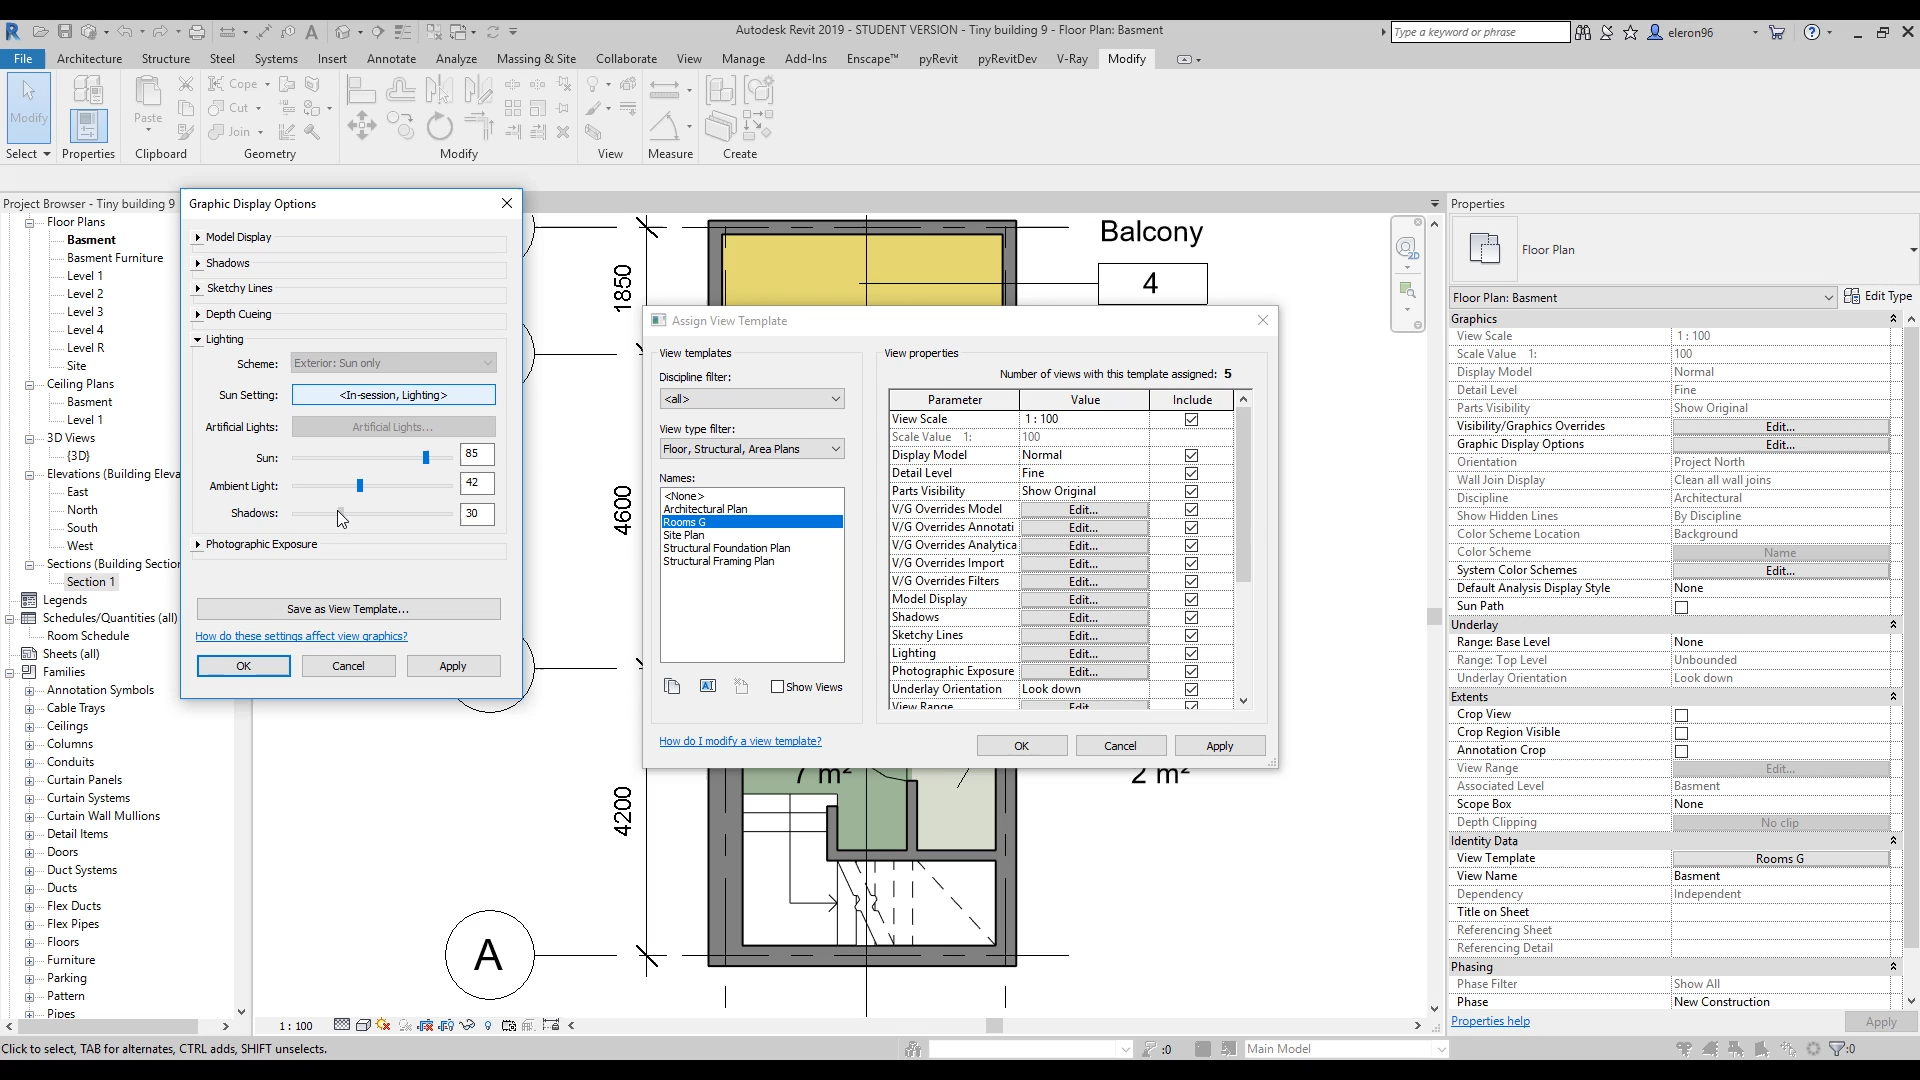 Autodesk Revit 2019 - STUDENT VERSION - Tiny building 9 - Floor Plan: Basment
Type a keyword or phrase
eleron96
File
Architecture
Structure
Steel
Systems
Insert
Annotate
Analyze
Massing & Site
Collaborate
View
Manage
Add-Ins
Enscape™
pyRevit
pyRevitDev
V-Ray
Modify
Modify
Paste
Cope
Cut
Join
Select
Properties
Clipboard
Geometry
Modify
View
Measure
Create
Project Browser - Tiny building 9
Floor Plans
Basment
Basment Furniture
Level 1
Level 2
Level 3
Level 4
Level R
Site
Ceiling Plans
Basment
Level 1
3D Views
{3D}
Elevations (Building Eleva
East
North
South
West
Sections (Building Section
Section 1
Legends
Schedules/Quantities (all)
Room Schedule
Sheets (all)
Families
Annotation Symbols
Cable Trays
Ceilings
Columns
Conduits
Curtain Panels
Curtain Systems
Curtain Wall Mullions
Detail Items
Doors
Duct Systems
Ducts
Flex Ducts
Flex Pipes
Floors
Furniture
Parking
Pattern
Pipes
Graphic Display Options
Model Display
Shadows
Sketchy Lines
Depth Cueing
Lighting
Scheme: Exterior: Sun only
Sun Setting: <In-session, Lighting>
Artificial Lights: Artificial Lights...
Sun: 85
Ambient Light: 42
Shadows: 30
Photographic Exposure
Save as View Template...
How do these settings affect view graphics?
OK Cancel Apply
1850
4600
4200
Balcony
4
7 m²
2 m²
A
Assign View Template
View templates
Discipline filter:
<all>
View type filter:
Floor, Structural, Area Plans
Names:
<None>
Architectural Plan
Rooms G
Site Plan
Structural Foundation Plan
Structural Framing Plan
Show Views
How do I modify a view template?
View properties
Number of views with this template assigned: 5
Parameter Value Include
View Scale 1 : 100
Scale Value 1: 100
Display Model Normal
Detail Level Fine
Parts Visibility Show Original
V/G Overrides Model Edit...
V/G Overrides Annotati Edit...
V/G Overrides Analytica Edit...
V/G Overrides Import Edit...
V/G Overrides Filters Edit...
Model Display Edit...
Shadows Edit...
Sketchy Lines Edit...
Lighting Edit...
Photographic Exposure Edit...
Underlay Orientation Look down
View Range Edit
OK Cancel Apply
Properties
Floor Plan
Floor Plan: Basment
Edit Type
Graphics
View Scale 1 : 100
Scale Value 1: 100
Display Model Normal
Detail Level Fine
Parts Visibility Show Original
Visibility/Graphics Overrides Edit...
Graphic Display Options Edit...
Orientation Project North
Wall Join Display Clean all wall joins
Discipline Architectural
Show Hidden Lines By Discipline
Color Scheme Location Background
Color Scheme Name
System Color Schemes Edit...
Default Analysis Display Style None
Sun Path
Underlay
Range: Base Level None
Range: Top Level Unbounded
Underlay Orientation Look down
Extents
Crop View
Crop Region Visible
Annotation Crop
View Range Edit...
Associated Level Basment
Scope Box None
Depth Clipping No clip
Identity Data
View Template Rooms G
View Name Basment
Dependency Independent
Title on Sheet
Referencing Sheet
Referencing Detail
Phasing
Phase Filter Show All
Phase New Construction
Properties help
Apply
1 : 100
Click to select, TAB for alternates, CTRL adds, SHIFT unselects.
:0
Main Model
:0